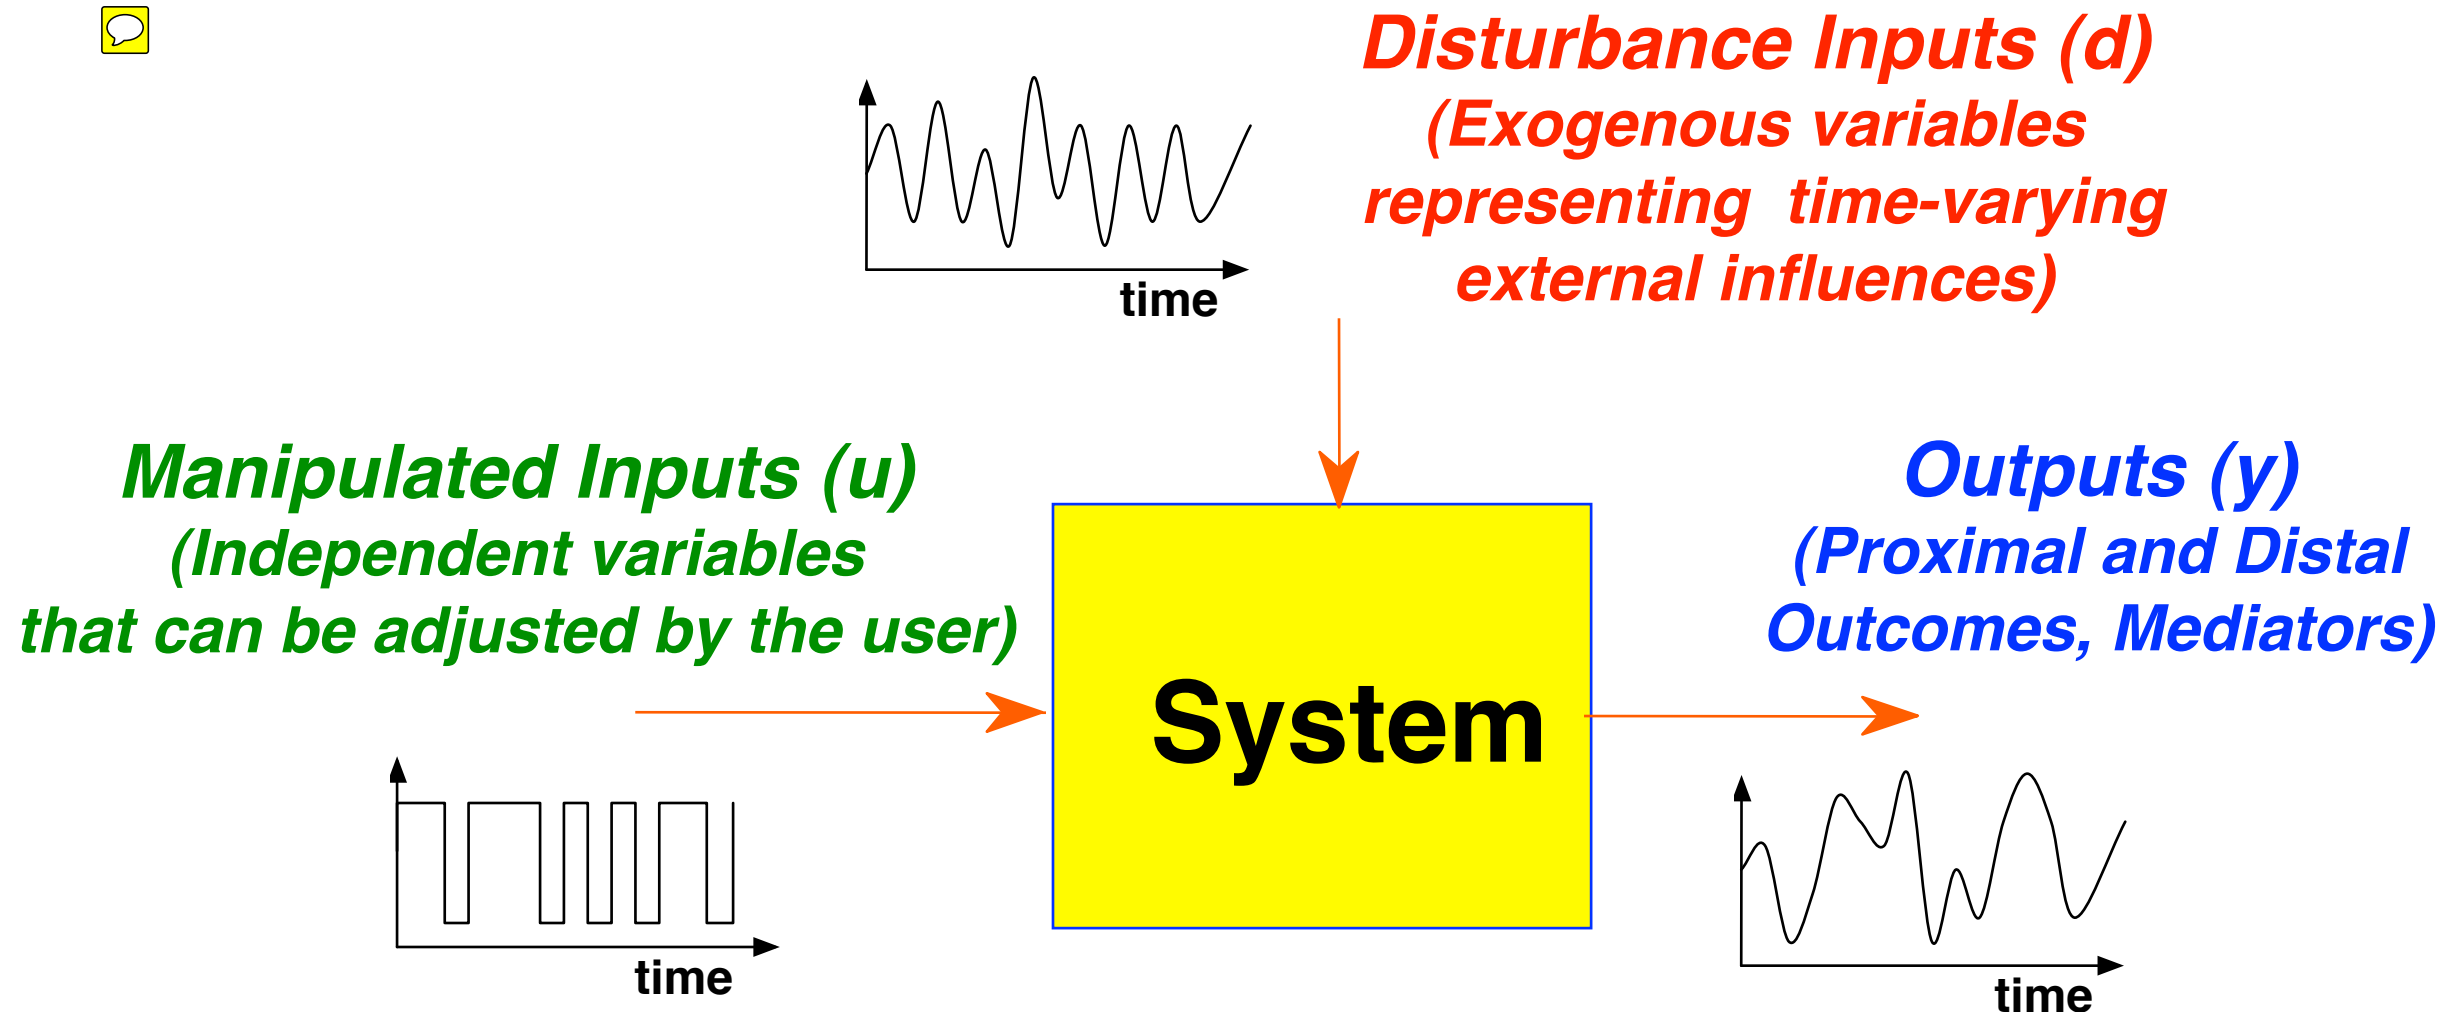 Disturbance Inputs (d)
(Exogenous variables
representing time-varying
external influences)
time
Manipulated Inputs (u)
(Independent variables
that can be adjusted by the user)
Outputs (y)
(Proximal and Distal
Outcomes, Mediators)
System
time
time